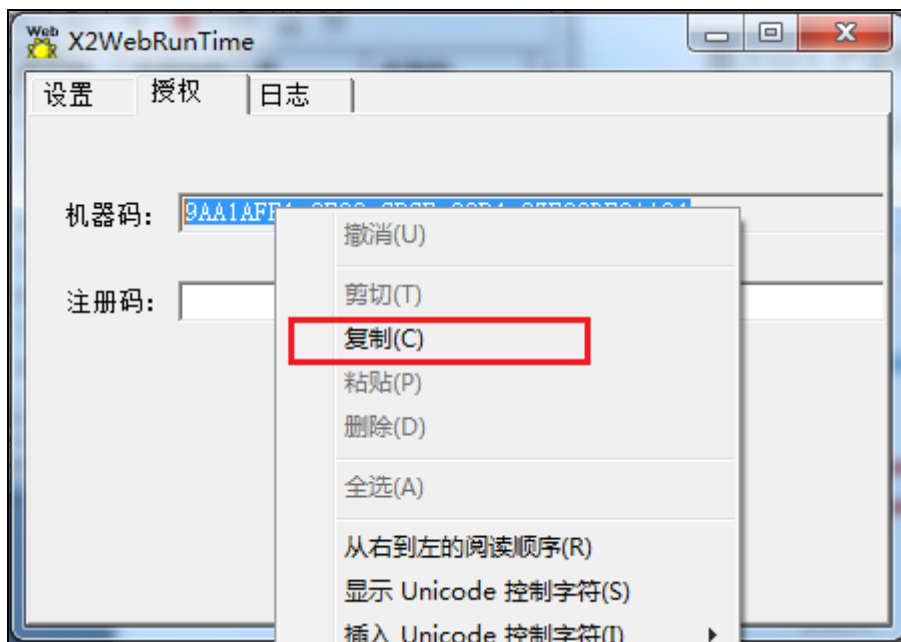 Web
X2WebRunTime
设置 授权 日志
机器码: 9AA1AFF
撤消(U)
剪切(T)
注册码:
复制(C)
粘贴(P)
删除(D)
全选(A)
从右到左的阅读顺序(R)
显示 Unicode 控制字符(S)
插入 Unicode 控制字符(I)